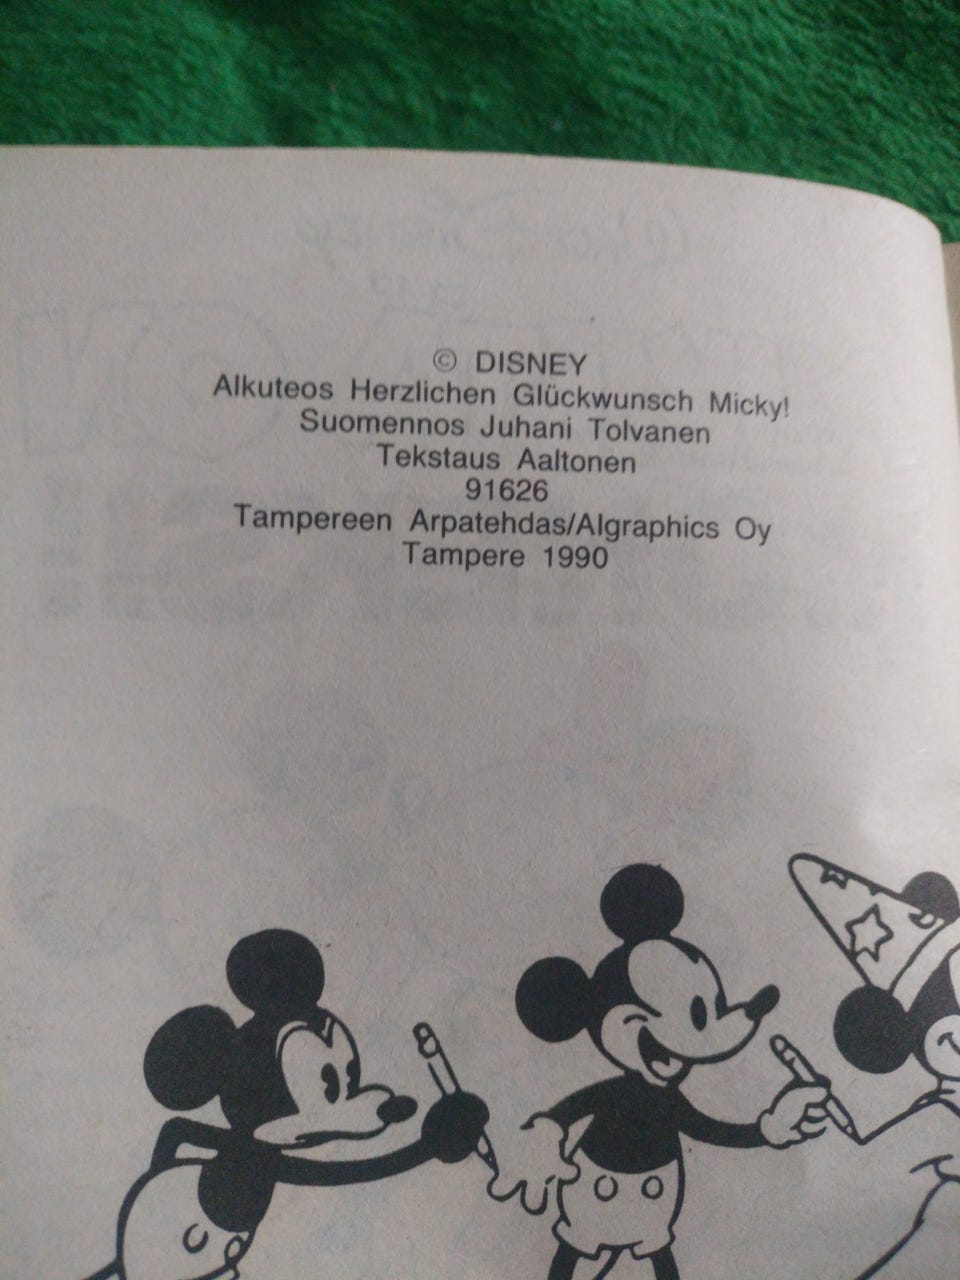 © DISNEY
Alkuteos Herzlichen Glückwunsch Micky!
Suomennos Juhani Tolvanen
Tekstaus Aaltonen
91626
Tampereen Arpatehdas/Algraphics Oy
Tampere 1990